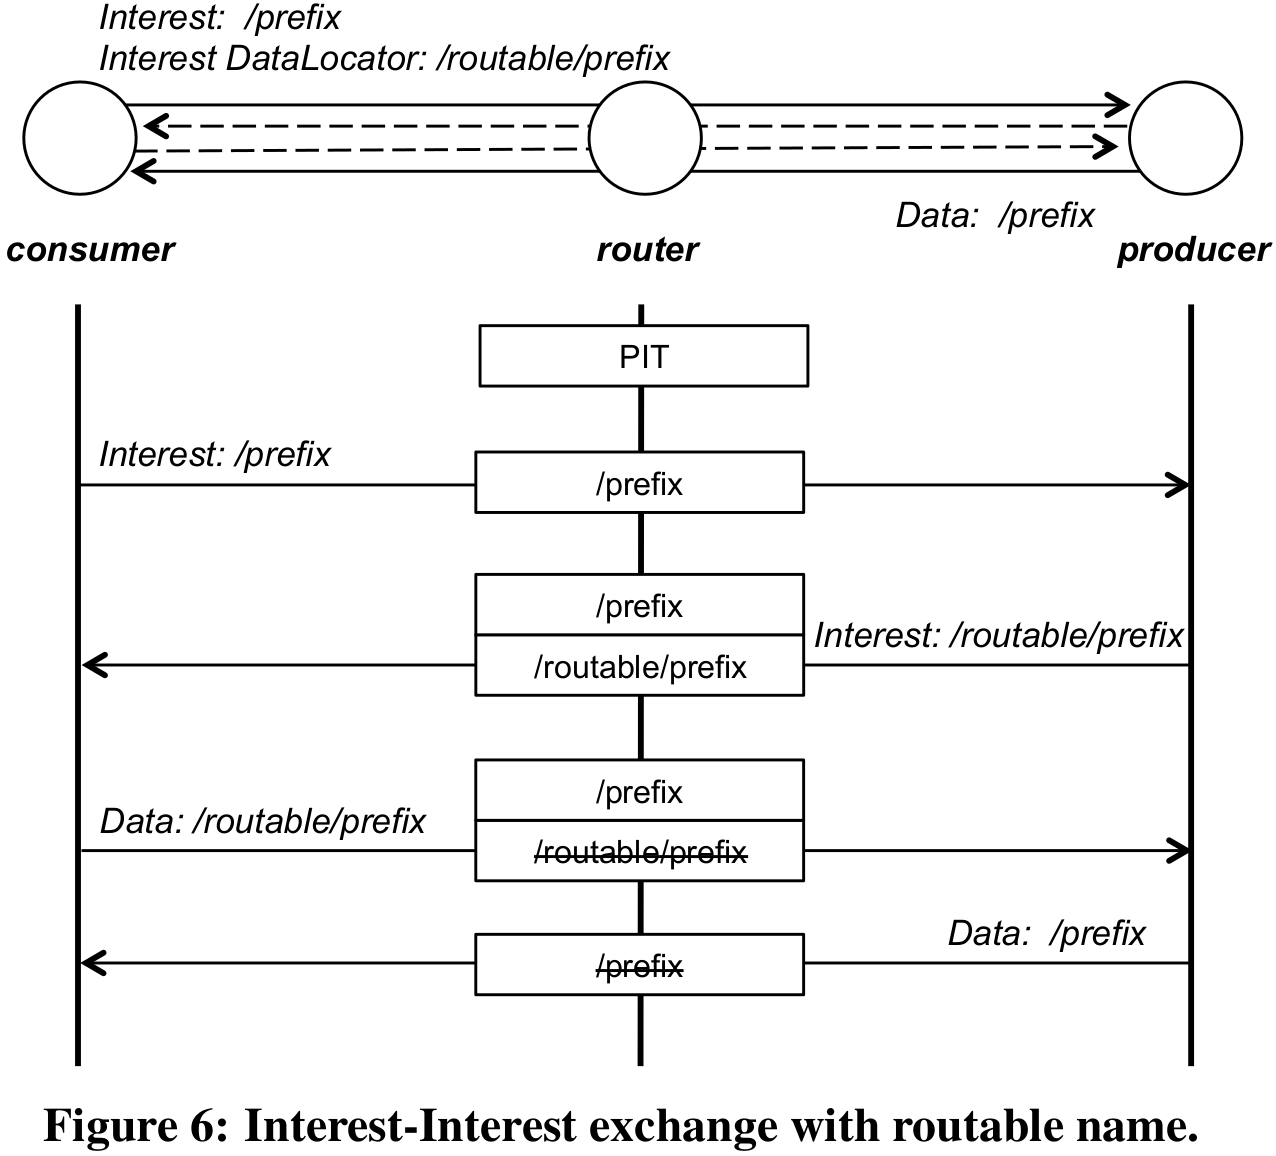 Interest: /prefix
Interest DataLocator: /routable/prefix
Data: /prefix
consumer router producer
PIT
Interest: /prefix
/prefix
/prefix
Interest: /routable/prefix
/routable/prefix
/prefix
Data: /routable/prefix
/routable/prefix
Data: /prefix
/prefix
Figure 6: Interest-Interest exchange with routable name.